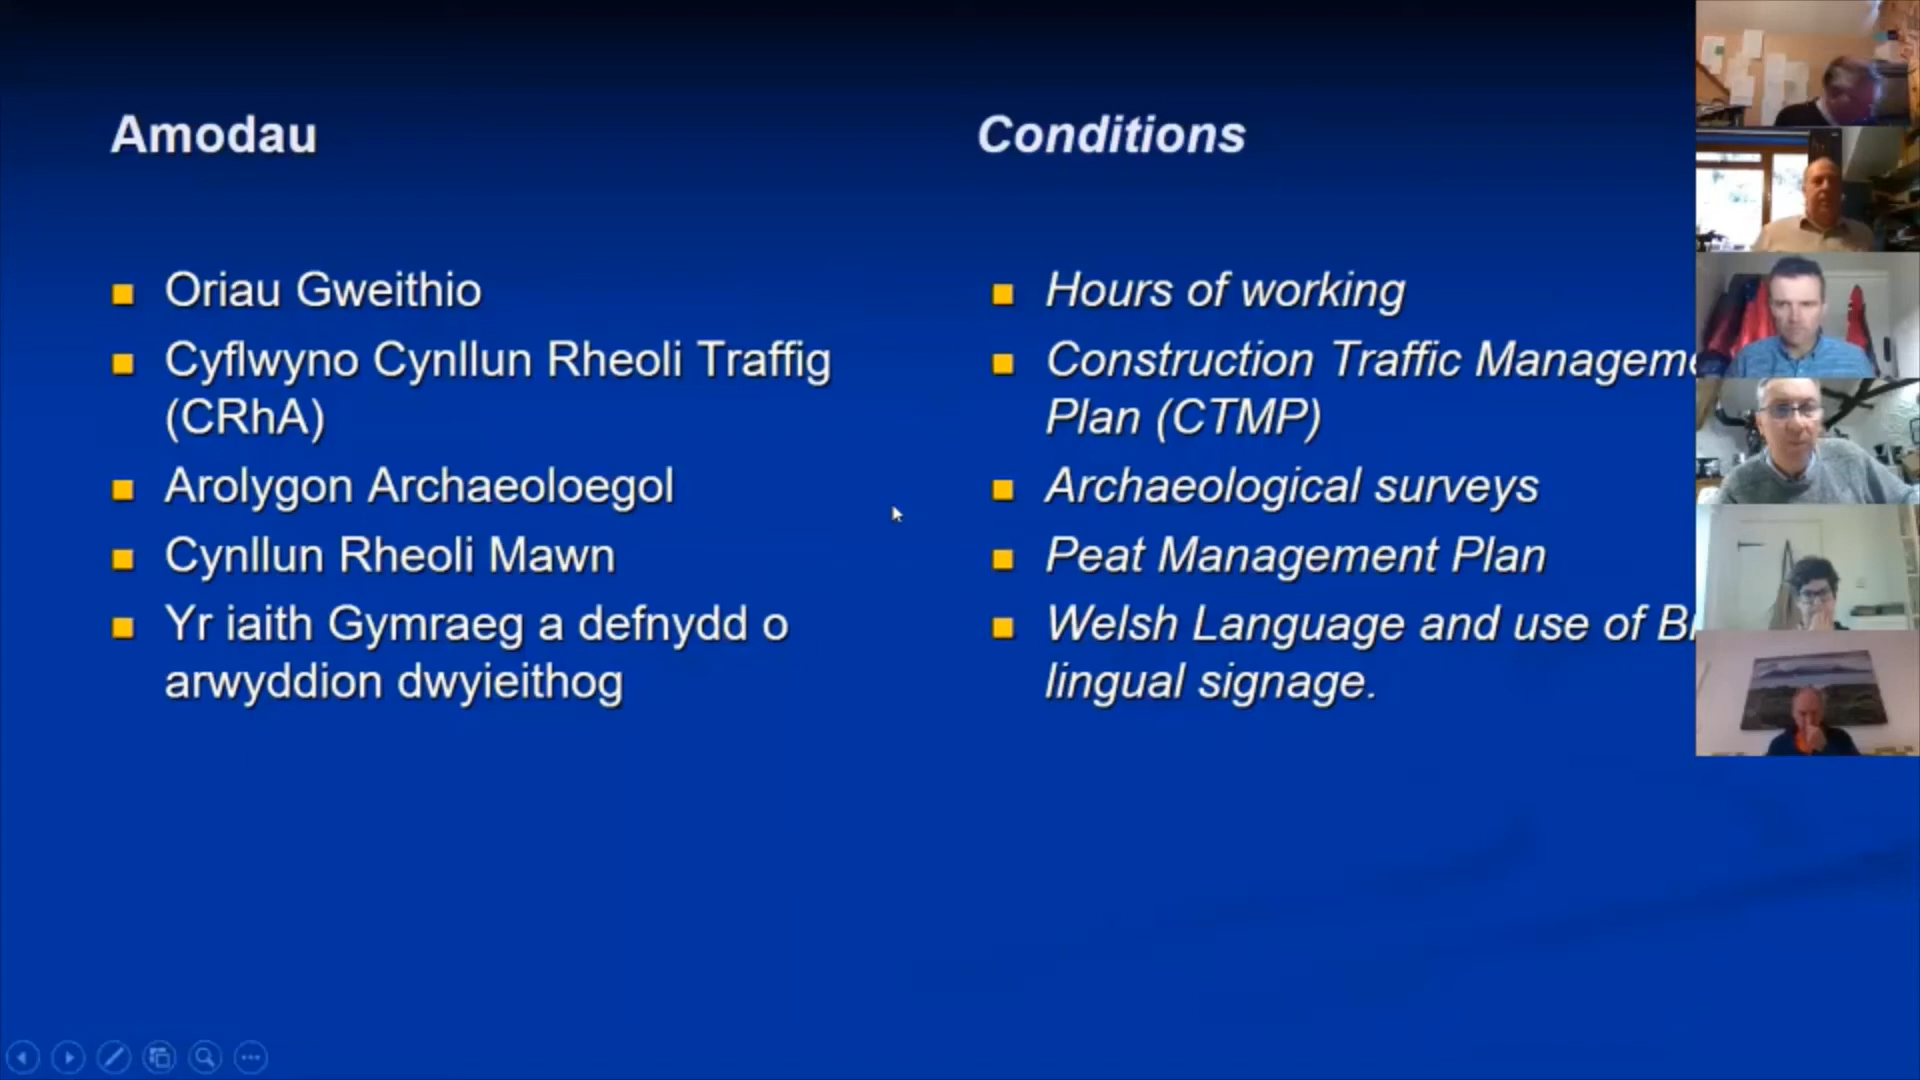 Amodau
Oriau Gweithio
Cyflwyno Cynllun Rheoli Traffig
(CRhA)
Arolygon Archaeoloegol
Cynllun Rheoli Mawn
Yr iaith Gymraeg a defnydd o
arwyddion dwyieithog
Conditions
Hours of working
Construction Traffic
Plan (CTMP)
Archaeological surveys
Peat Management Plan
Welsh Language and use of
lingual signage.